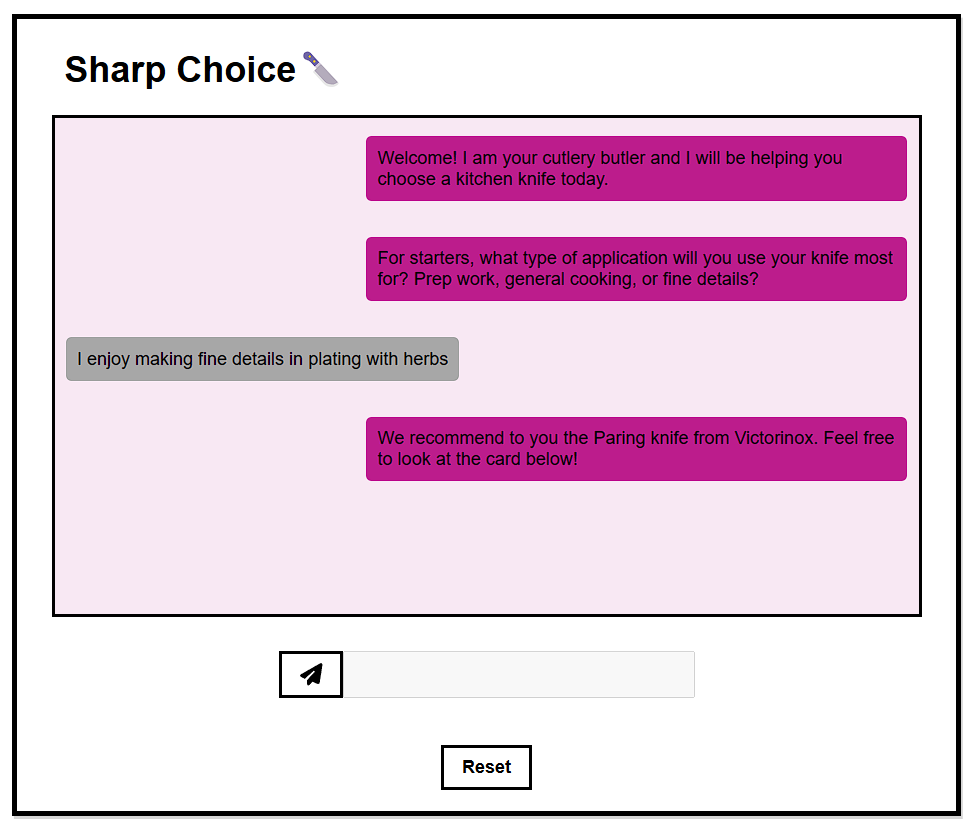 Sharp Choice
Welcome! I am your cutlery butler and I will be helping you
choose a kitchen knife today.
For starters, what type of application will you use your knife most
for? Prep work, general cooking, or fine details?
I enjoy making fine details in plating with herbs
We recommend to you the Paring knife from Victorinox. Feel free
to look at the card below!
Reset